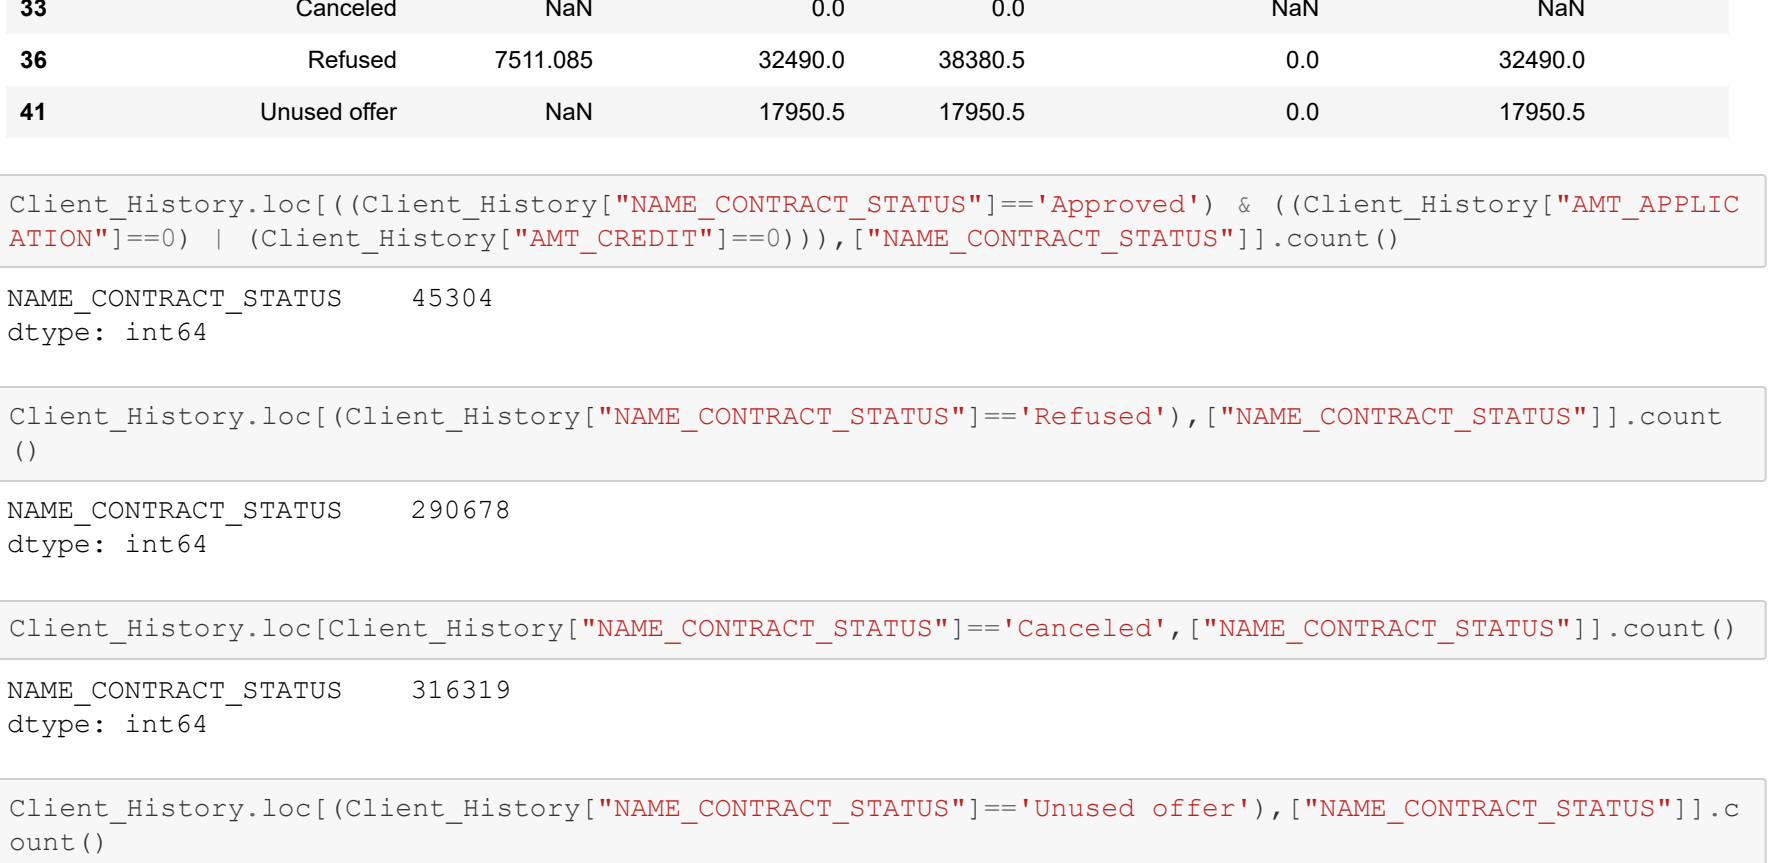 33 Canceled NaN 0.0 0.0 NaN NaN
36 Refused 7511.085 32490.0 38380.5 0.0 32490.0
41 Unused offer NaN 17950.5 17950.5 0.0 17950.5
Client_History.loc[((Client_History["NAME_CONTRACT_STATUS"]=='Approved') & ((Client_History["AMT_APPLIC
ATION"]==0) | (Client_History["AMT_CREDIT"]==0))),["NAME_CONTRACT_STATUS"]].count()
NAME_CONTRACT_STATUS    45304
dtype: int64
Client_History.loc[(Client_History["NAME_CONTRACT_STATUS"]=='Refused'),["NAME_CONTRACT_STATUS"]].count
()
NAME_CONTRACT_STATUS    290678
dtype: int64
Client_History.loc[Client_History["NAME_CONTRACT_STATUS"]=='Canceled',["NAME_CONTRACT_STATUS"]].count()
NAME_CONTRACT_STATUS    316319
dtype: int64
Client_History.loc[(Client_History["NAME_CONTRACT_STATUS"]=='Unused offer'),["NAME_CONTRACT_STATUS"]].c
ount()